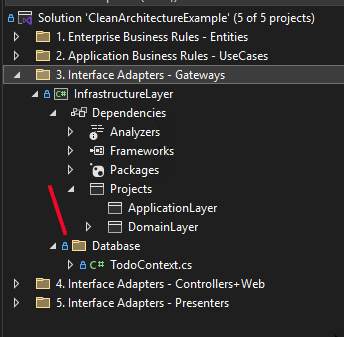 Solution 'CleanArchitectureExample' (5 of 5 projects)
1. Enterprise Business Rules - Entities
2. Application Business Rules - UseCases
3. Interface Adapters - Gateways
C# InfrastructureLayer
Dependencies
Analyzers
Frameworks
Packages
Projects
ApplicationLayer
DomainLayer
Database
C# TodoContext.cs
4. Interface Adapters - Controllers+Web
5. Interface Adapters - Presenters